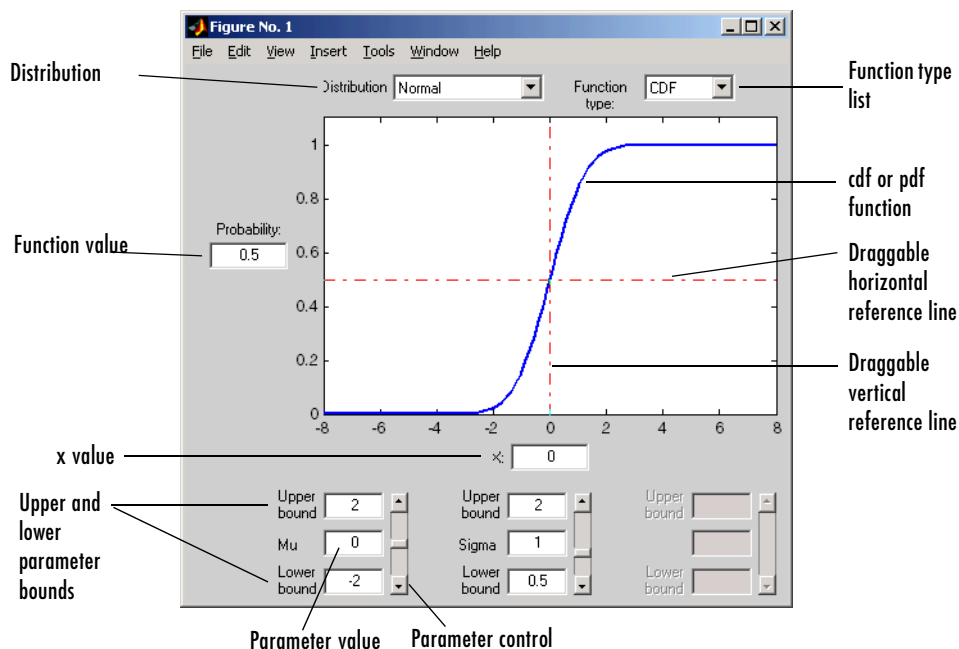 Figure No. 1
File Edit View Insert Tools Window Help
Distribution
Distribution Normal
Function type: CDF
Function type list
1
0.8
0.6
0.4
0.2
0
-8 -6 -4 -2 0 2 4 6 8
cdf or pdf function
Probability:
0.5
Function value
Draggable horizontal reference line
Draggable vertical reference line
x value
X: 0
Upper and lower parameter bounds
Upper bound 2
Mu 0
Lower bound -2
Upper bound 2
Sigma 1
Lower bound 0.5
Upper bound
Lower bound
Parameter value
Parameter control